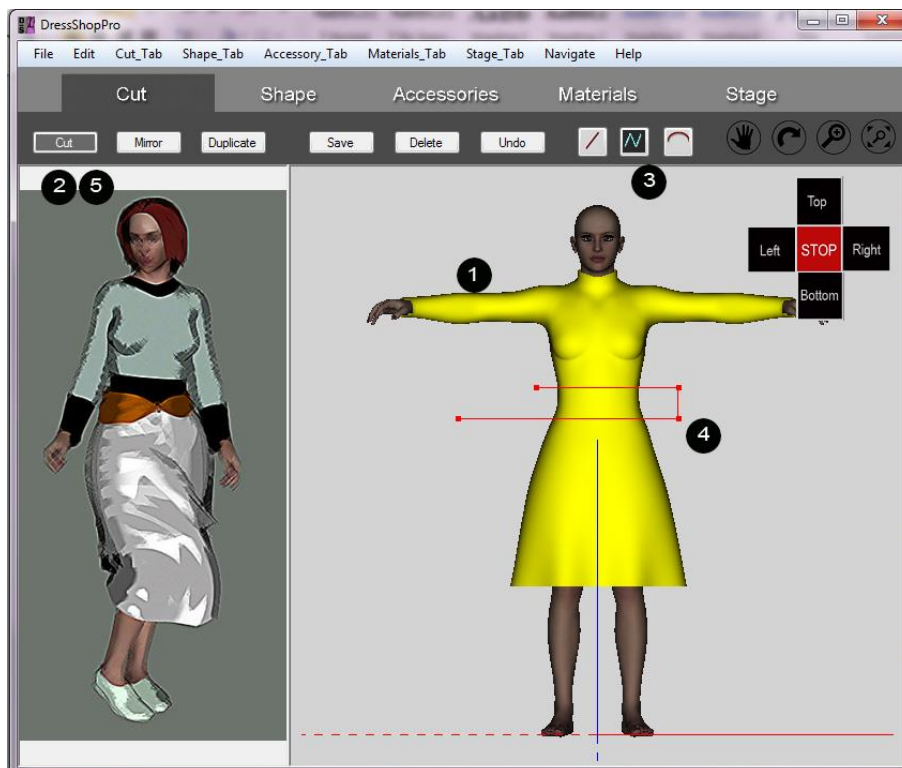 DressShopPro
File Edit Cut_Tab Shape_Tab Accessory_Tab Materials_Tab Stage_Tab Navigate Help
Cut Shape Accessories Materials Stage
Cut Mirror Duplicate Save Delete Undo
2 5
3
Top
Left STOP Right
Bottom
1
4